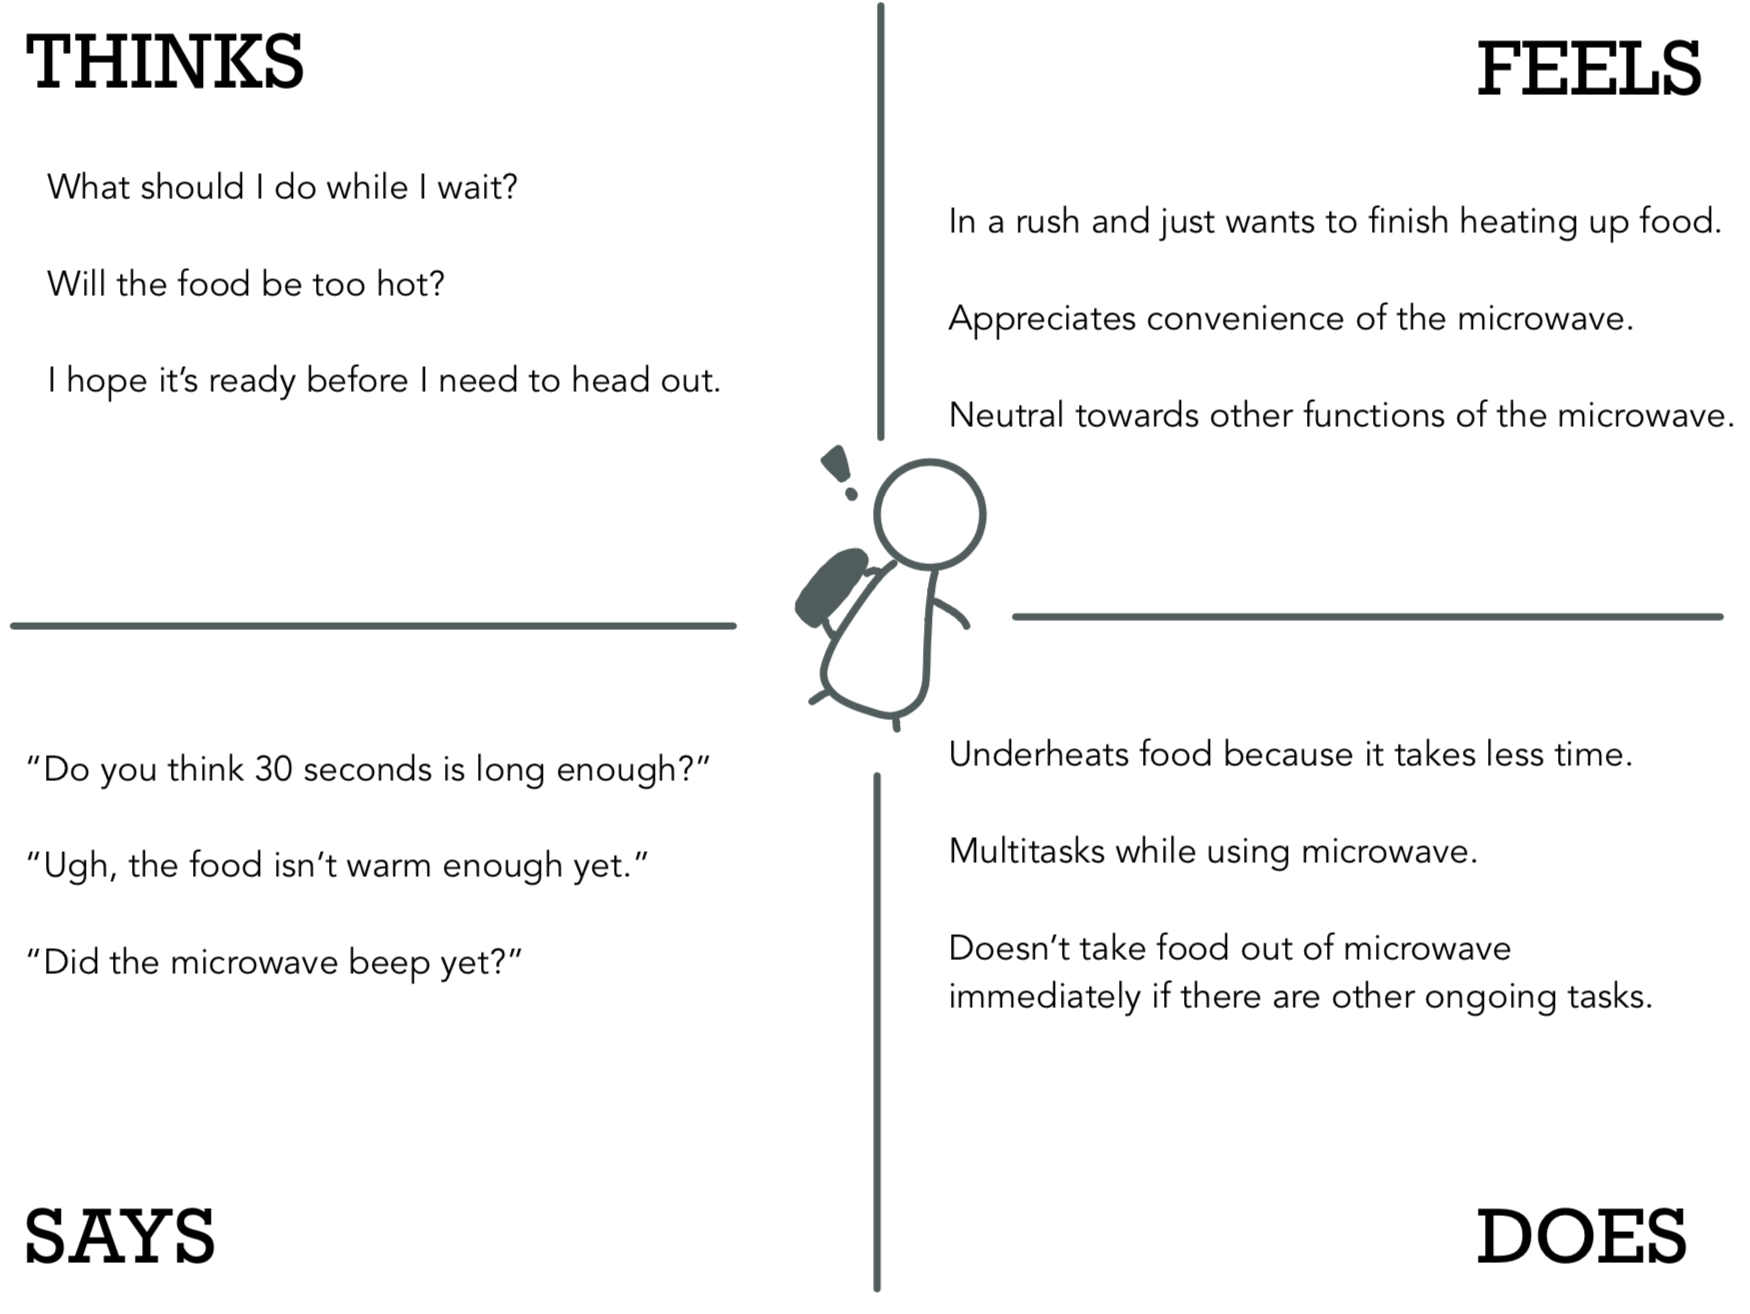 THINKS
What should I do while I wait?
Will the food be too hot?
I hope it’s ready before I need to head out.
FEELS
In a rush and just wants to finish heating up food.
Appreciates convenience of the microwave.
Neutral towards other functions of the microwave.
!
“Do you think 30 seconds is long enough?”
“Ugh, the food isn’t warm enough yet.”
“Did the microwave beep yet?”
SAYS
Underheats food because it takes less time.
Multitasks while using microwave.
Doesn’t take food out of microwave
immediately if there are other ongoing tasks.
DOES